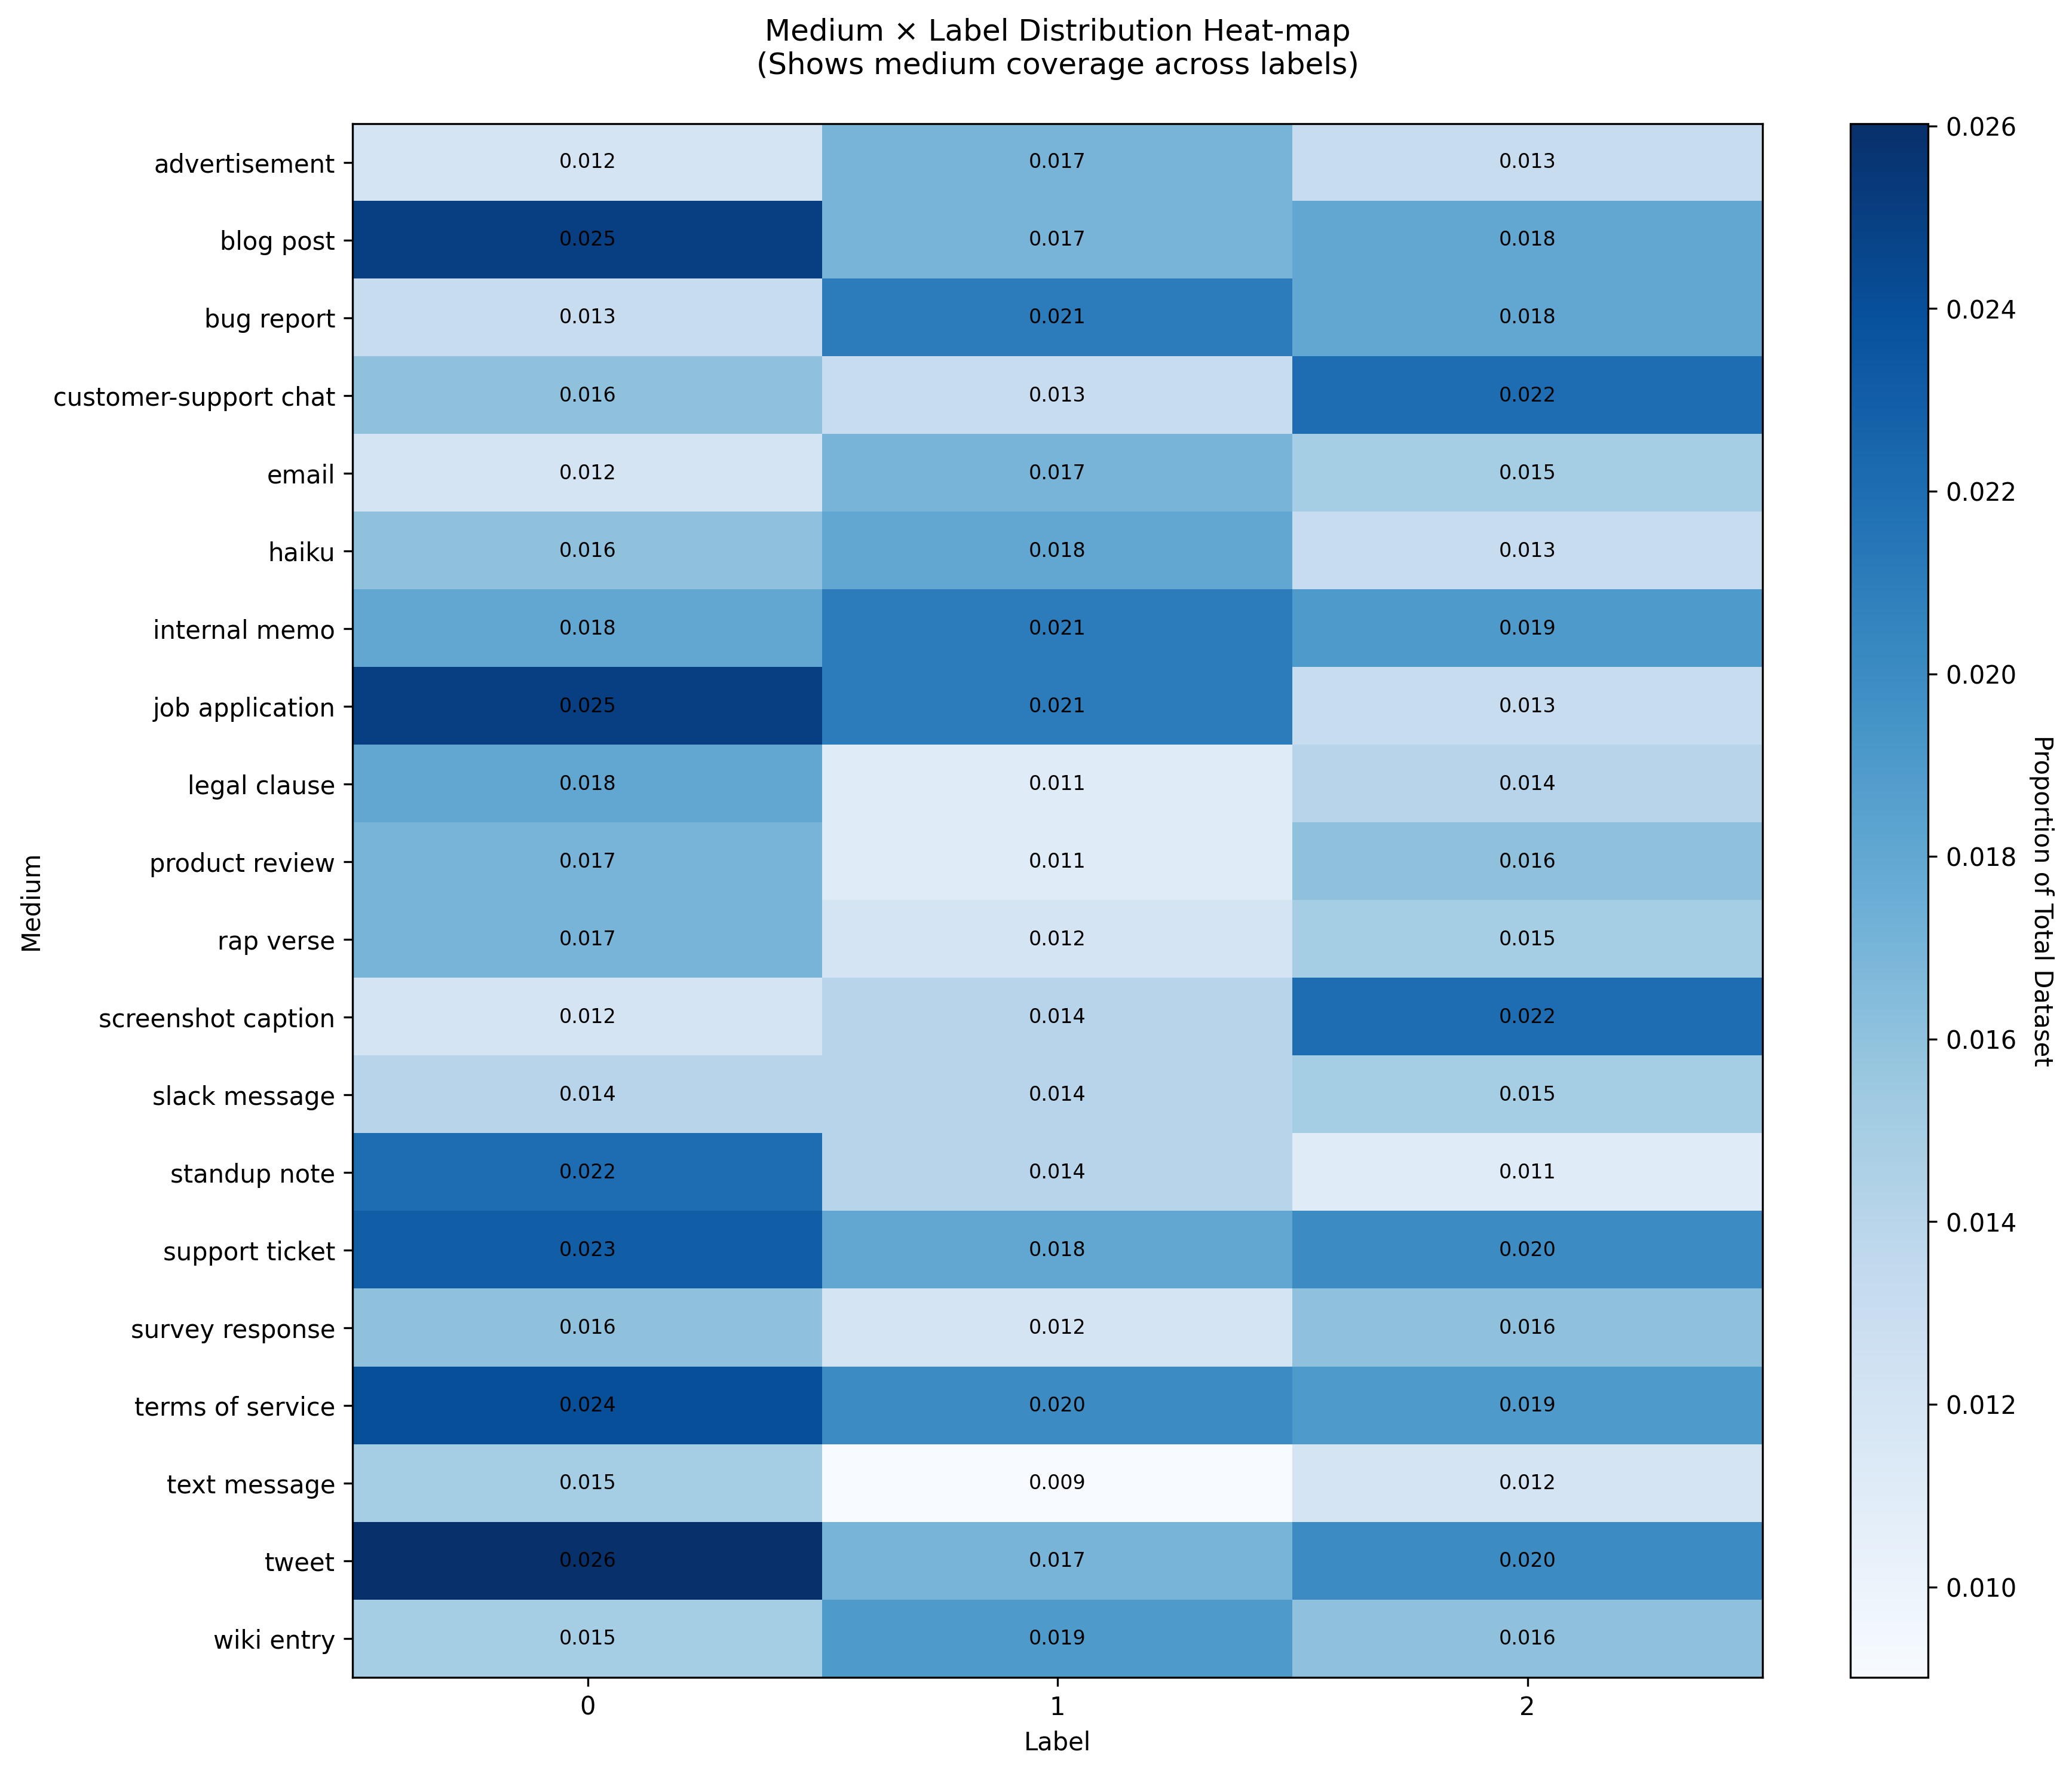 Medium × Label Distribution Heat-map
(Shows medium coverage across labels)
advertisement 0.012 0.017 0.013
blog post 0.025 0.017 0.018
bug report 0.013 0.021 0.018
customer-support chat 0.016 0.013 0.022
email 0.012 0.017 0.015
haiku 0.016 0.018 0.013
internal memo 0.018 0.021 0.019
job application 0.025 0.021 0.013
legal clause 0.018 0.011 0.014
product review 0.017 0.011 0.016
rap verse 0.017 0.012 0.015
screenshot caption 0.012 0.014 0.022
slack message 0.014 0.014 0.015
standup note 0.022 0.014 0.011
support ticket 0.023 0.018 0.020
survey response 0.016 0.012 0.016
terms of service 0.024 0.020 0.019
text message 0.015 0.009 0.012
tweet 0.026 0.017 0.020
wiki entry 0.015 0.019 0.016
0 1 2
Label
Medium
0.026
0.024
0.022
0.020
0.018
0.016
0.014
0.012
0.010
Proportion of Total Dataset